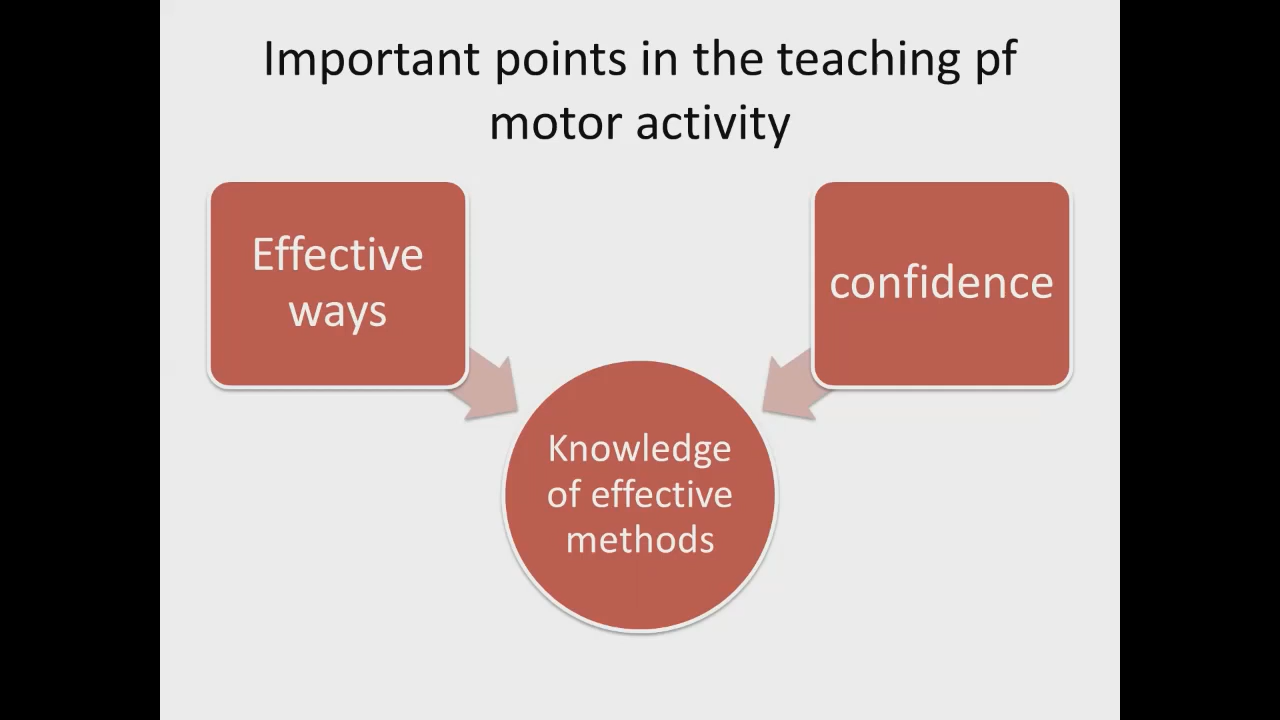 Important points in the teaching pf
motor activity
Effective
ways
confidence
Knowledge
of effective
methods